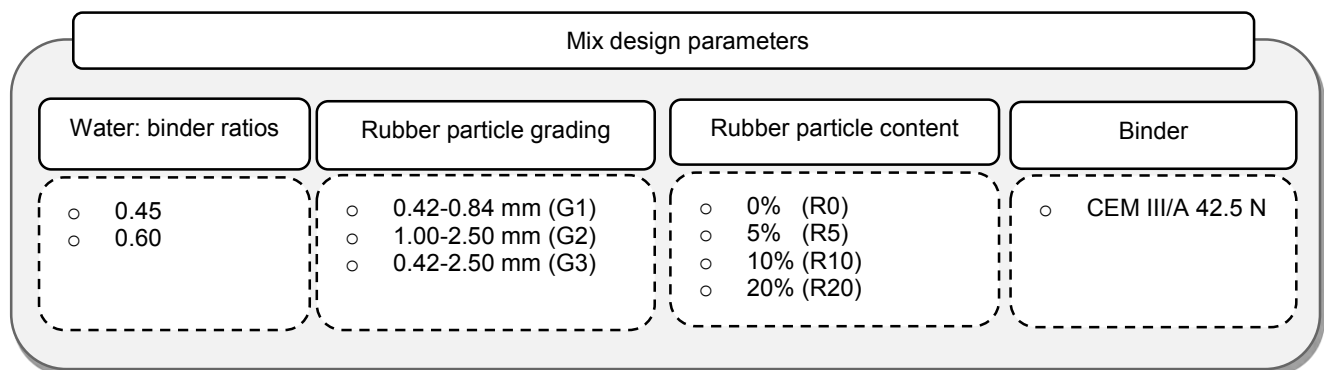 Mix design parameters
Water: binder ratios
Rubber particle grading
Rubber particle content
Binder
○ 0.45
○ 0.60
○ 0.42-0.84 mm (G1)
○ 1.00-2.50 mm (G2)
○ 0.42-2.50 mm (G3)
○ 0% (R0)
○ 5% (R5)
○ 10% (R10)
○ 20% (R20)
○ CEM III/A 42.5 N